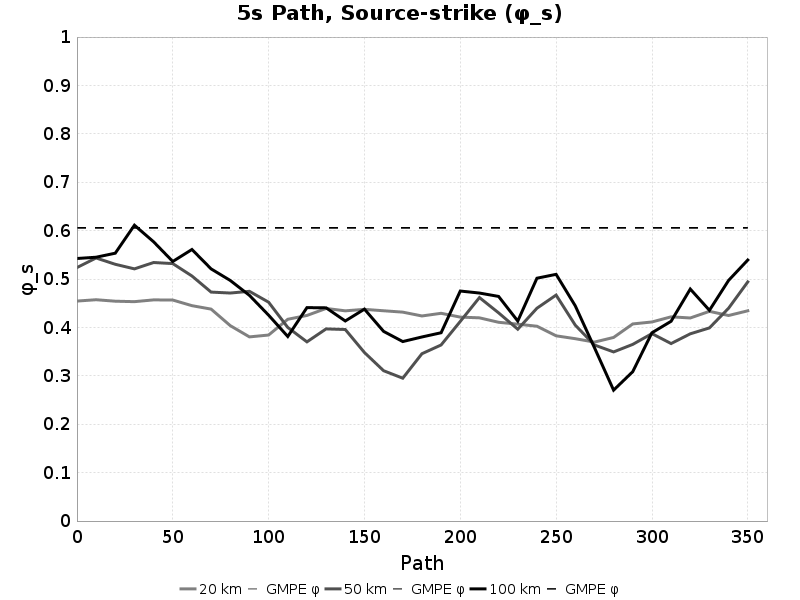 5s Path, Source-strike (φ_s)
1
0.9
0.8
0.7
0.6
0.5
0.4
0.3
0.2
0.1
0
φ_s
0 50 100 150 200 250 300 350
Path
20 km GMPE φ 50 km GMPE φ 100 km GMPE φ